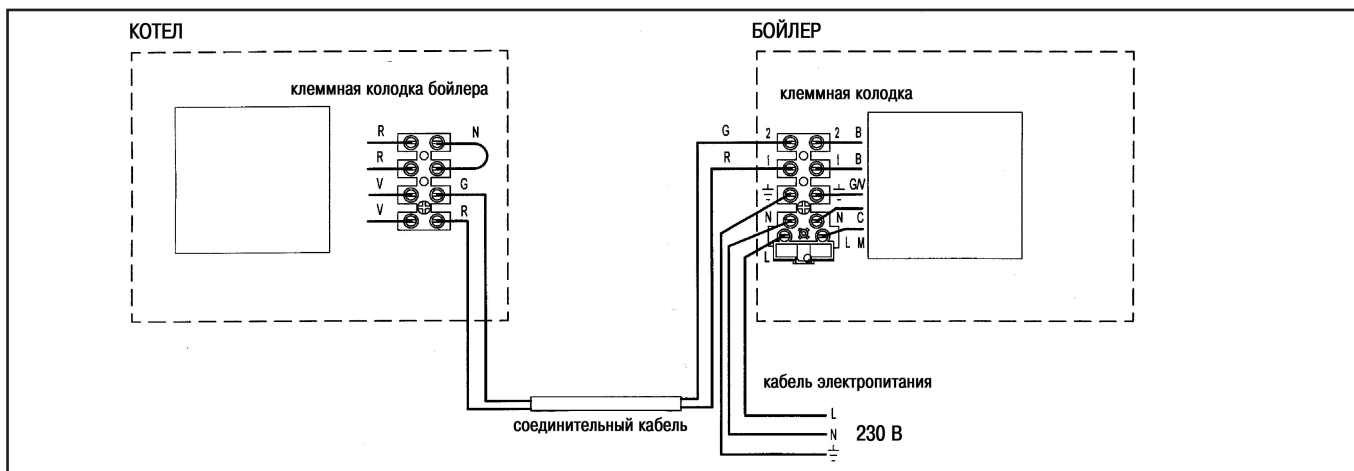 КОТЕЛ
клеммная колодка бойлера
R
N
R
V
G
V
R
БОЙЛЕР
клеммная колодка
G
2
2
B
R
1
1
B
⏚
⏚
G/V
N
N
C
L
L
M
соединительный кабель
кабель электропитания
L
N
230 В
⏚